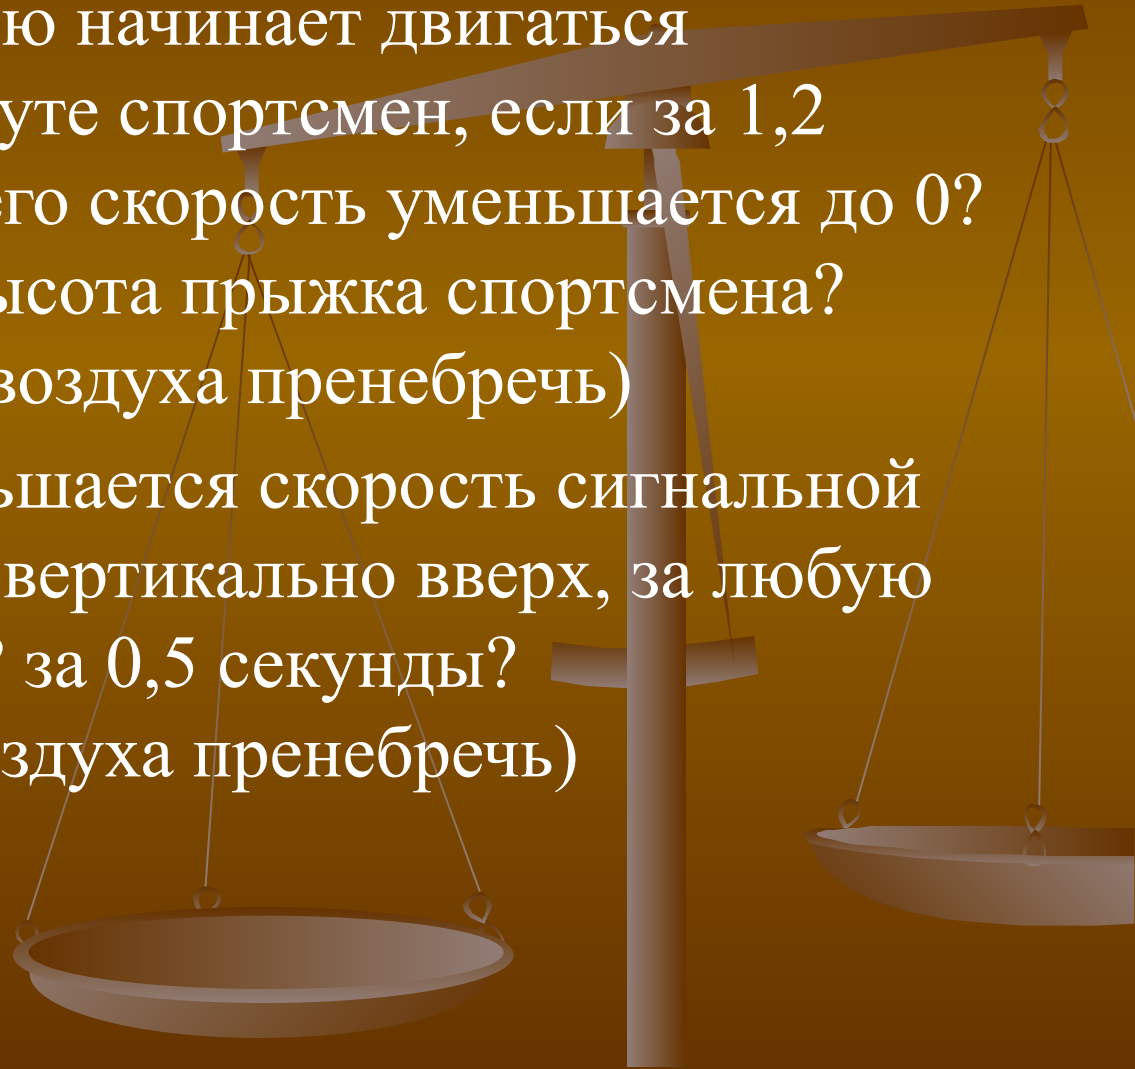 ю начинает двигаться
уте спортсмен, если за 1,2
его скорость уменьшается до 0?
ысота прыжка спортсмена?
воздуха пренебречь)
ьшается скорость сигнальной
вертикально вверх, за любую
? за 0,5 секунды?
здуха пренебречь)